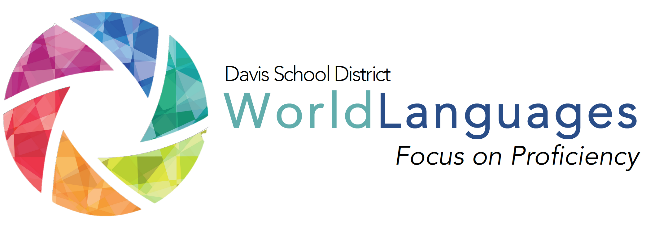 Davis School District
WorldLanguages
Focus on Proficiency